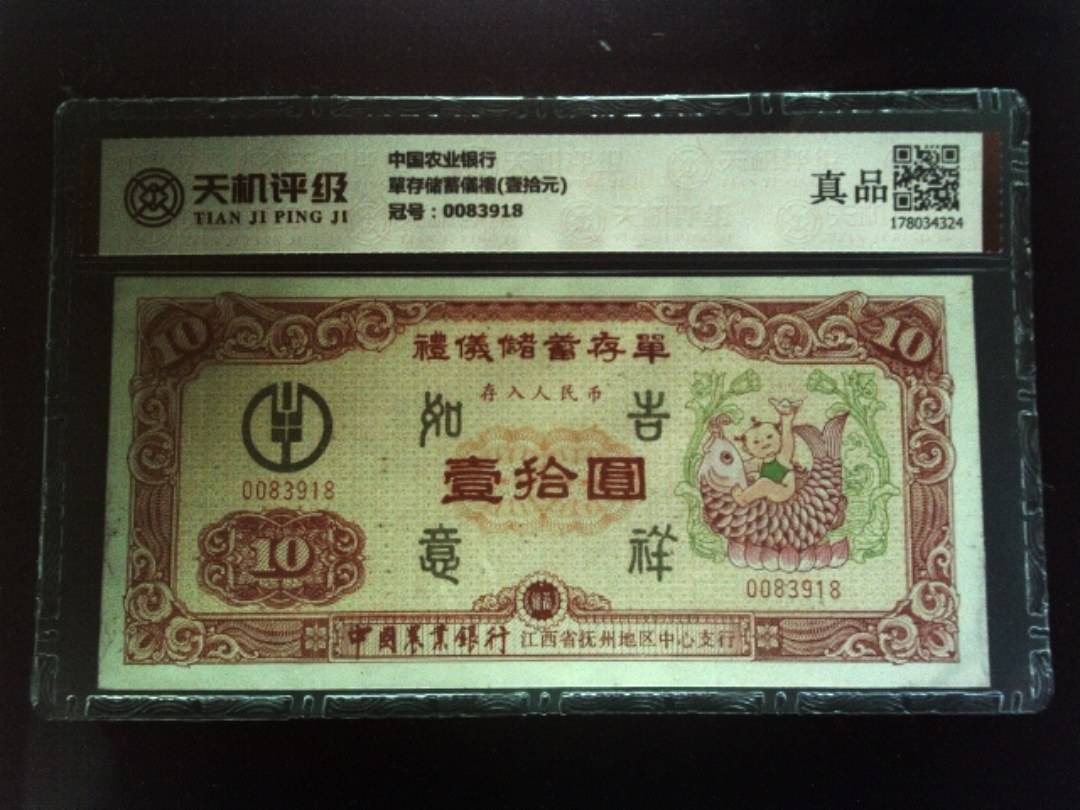 天机评级
TIAN JI PING JI
中国农业银行
單存储蓄儀禮(壹拾元)
冠号：0083918
真品
178034324
10
10
禮儀儲蓄存單
存入人民币
如
吉
壹拾圓
0083918
10
意
祥
0083918
中国农業銀行 江西省抚州地区中心支行